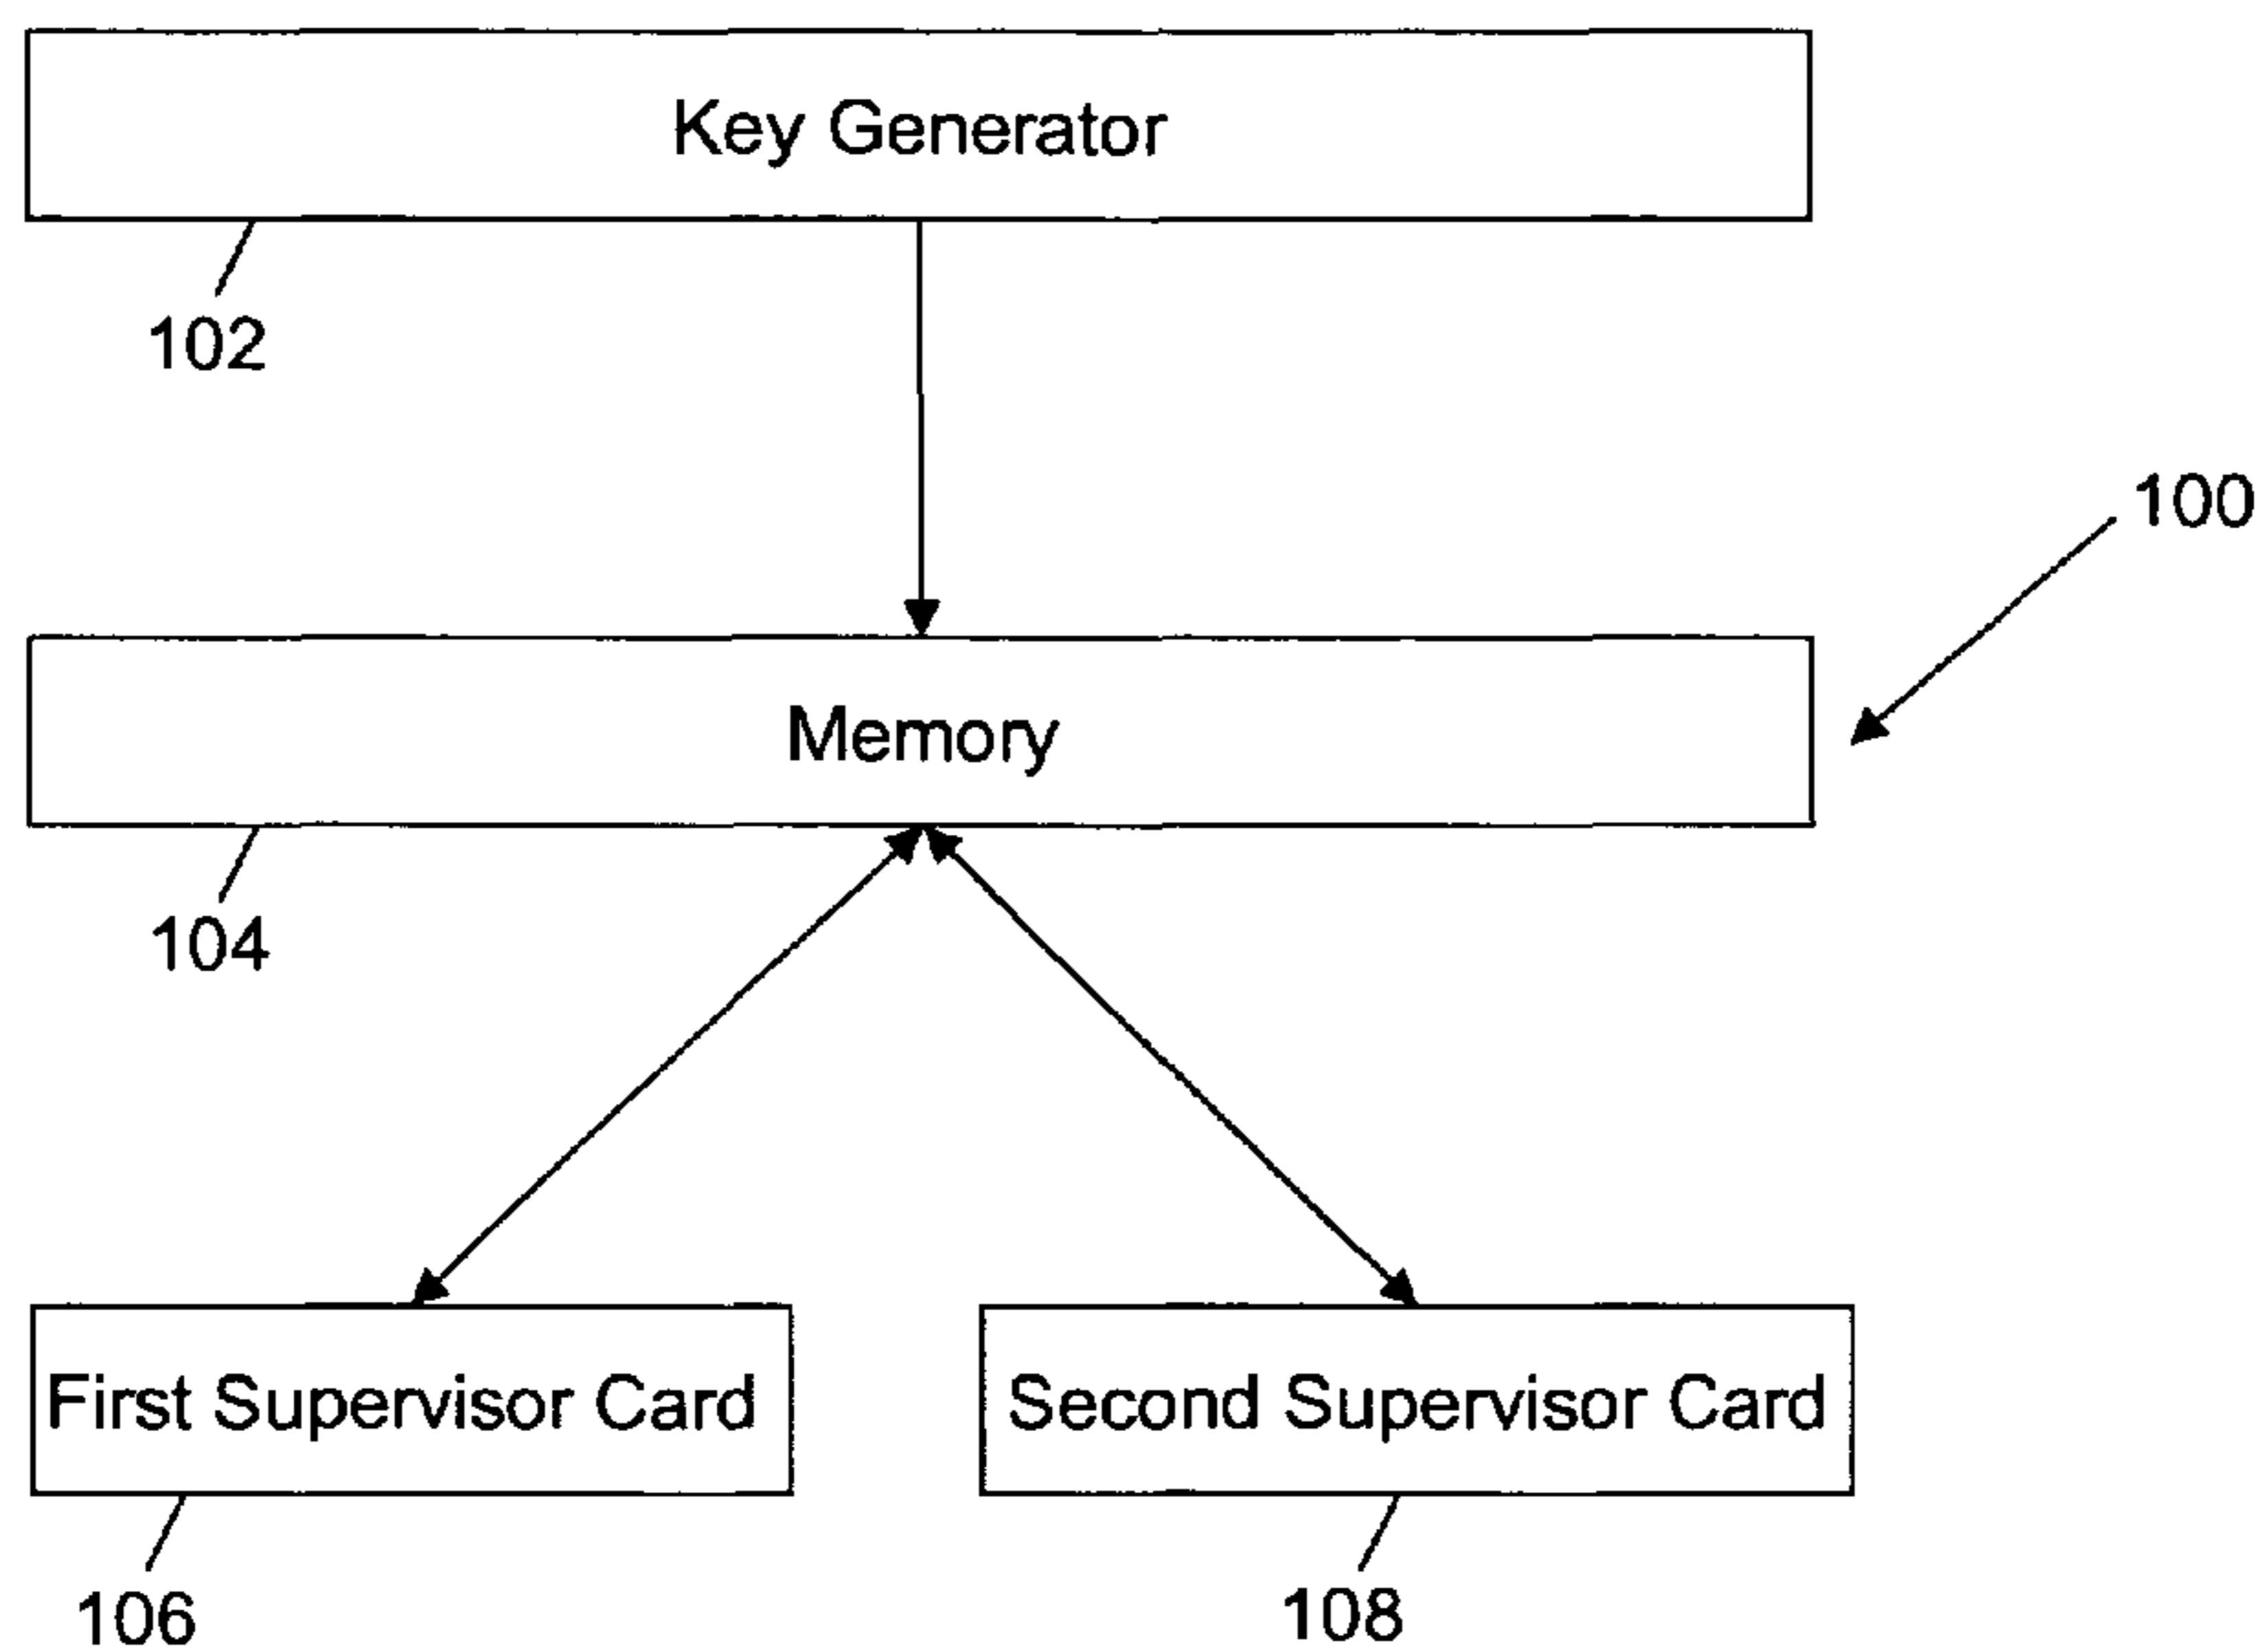 Key Generator
102
100
Memory
104
First Supervisor Card
Second Supervisor Card
106
108